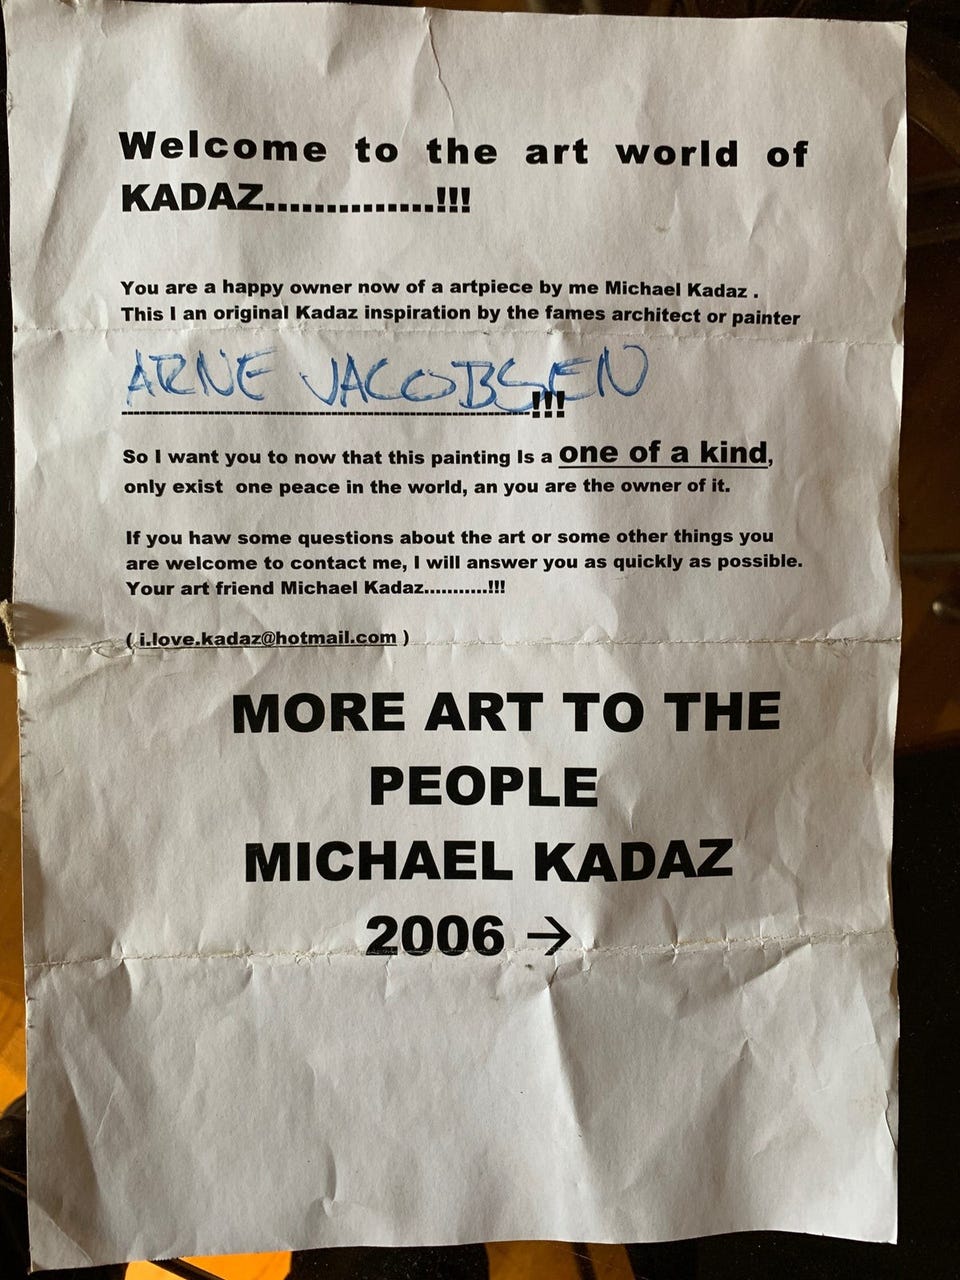 Welcome to the art world of
KADAZ..............!!!
You are a happy owner now of a artpiece by me Michael Kadaz .
This I an original Kadaz inspiration by the fames architect or painter
ARNE JACOBSEN
................................................................................!!!
So I want you to now that this painting Is a one of a kind,
only exist one peace in the world, an you are the owner of it.
If you haw some questions about the art or some other things you
are welcome to contact me, I will answer you as quickly as possible.
Your art friend Michael Kadaz...........!!!
( i.love.kadaz@hotmail.com )
MORE ART TO THE
PEOPLE
MICHAEL KADAZ
2006 →